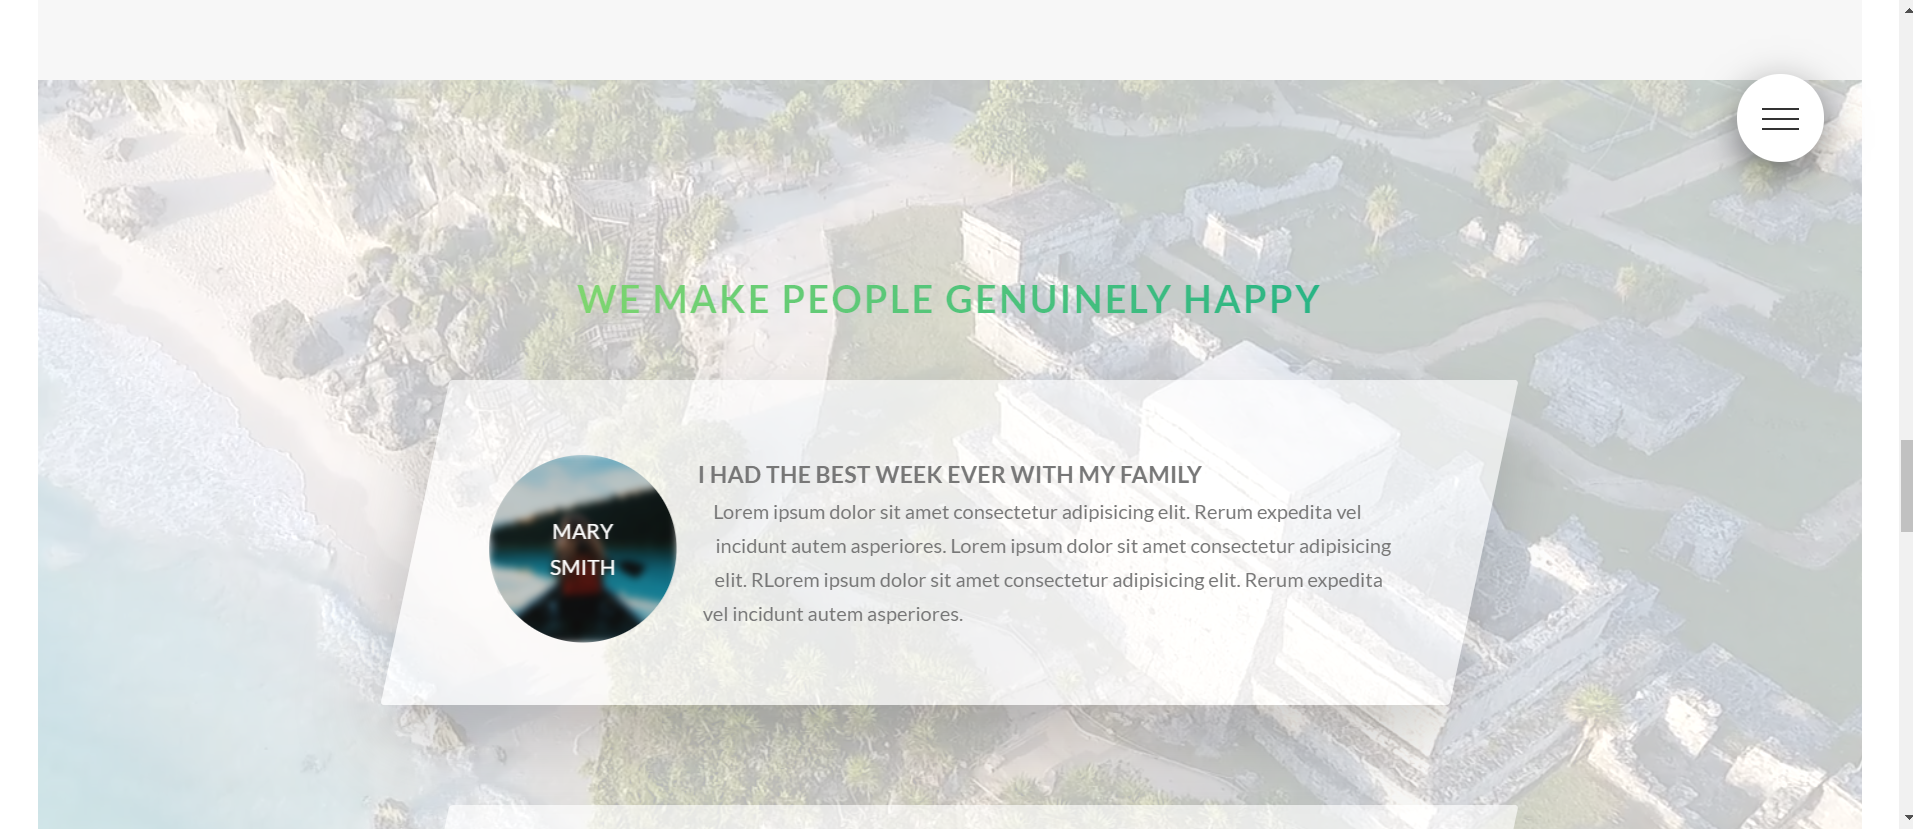 WE MAKE PEOPLE GENUINELY HAPPY
MARY
SMITH
I HAD THE BEST WEEK EVER WITH MY FAMILY
Lorem ipsum dolor sit amet consectetur adipisicing elit. Rerum expedita vel
incidunt autem asperiores. Lorem ipsum dolor sit amet consectetur adipisicing
elit. RLorem ipsum dolor sit amet consectetur adipisicing elit. Rerum expedita
vel incidunt autem asperiores.